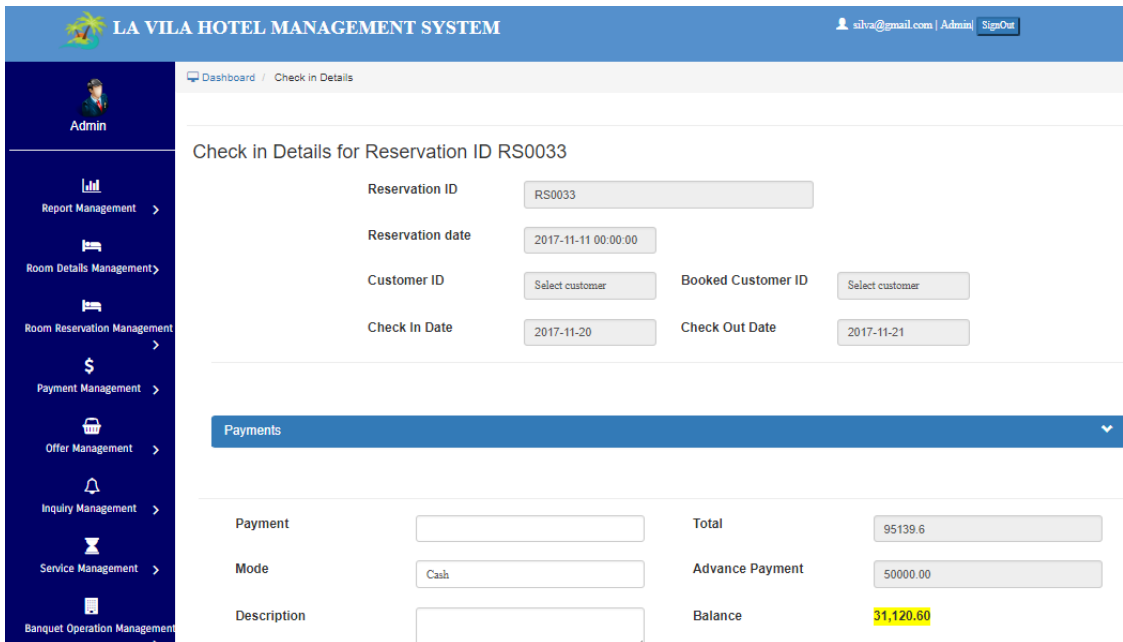 LA VILA HOTEL MANAGEMENT SYSTEM
silva@gmail.com | Admin| SignOut
Admin
Report Management
Room Details Management
Room Reservation Management
Payment Management
Offer Management
Inquiry Management
Service Management
Banquet Operation Management
Dashboard / Check in Details
Check in Details for Reservation ID RS0033
Reservation ID RS0033
Reservation date 2017-11-11 00:00:00
Customer ID Select customer Booked Customer ID Select customer
Check In Date 2017-11-20 Check Out Date 2017-11-21
Payments
Payment Total 95139.6
Mode Cash Advance Payment 50000.00
Description Balance 31,120.60